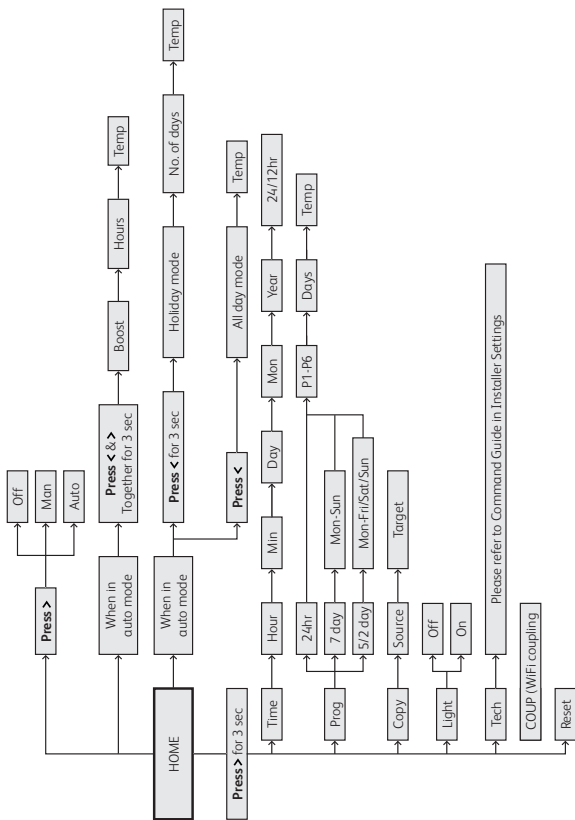 Press >
Off
Man
Auto
When in
auto mode
Press < & >
Together for 3 sec
Boost
Hours
Temp
HOME
When in
auto mode
Press < for 3 sec
Holiday mode
No. of days
Temp
Press <
All day mode
Temp
Press > for 3 sec
Time
Hour
Min
Day
Mon
Year
24/12hr
Prog
24hr
7 day
Mon-Sun
5/2 day
Mon-Fri/Sat/Sun
P1-P6
Days
Temp
Copy
Source
Target
Light
Off
On
Tech
Please refer to Command Guide in Installer Settings
COUP (WiFi coupling
Reset